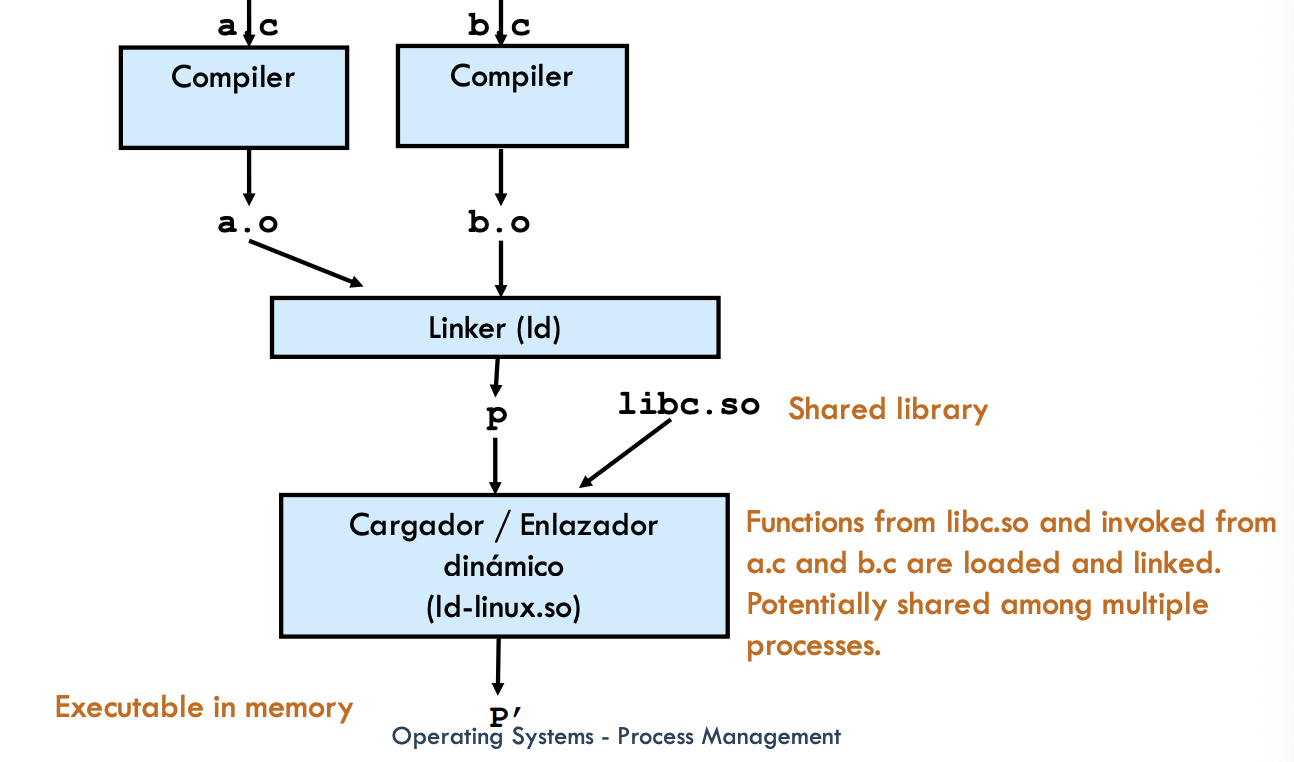 a.c
b.c
Compiler
Compiler
a.o
b.o
Linker (ld)
p
libc.so
Shared library
Cargador / Enlazador
dinámico
(ld-linux.so)
Functions from libc.so and invoked from
a.c and b.c are loaded and linked.
Potentially shared among multiple
processes.
Executable in memory
P′
Operating Systems - Process Management